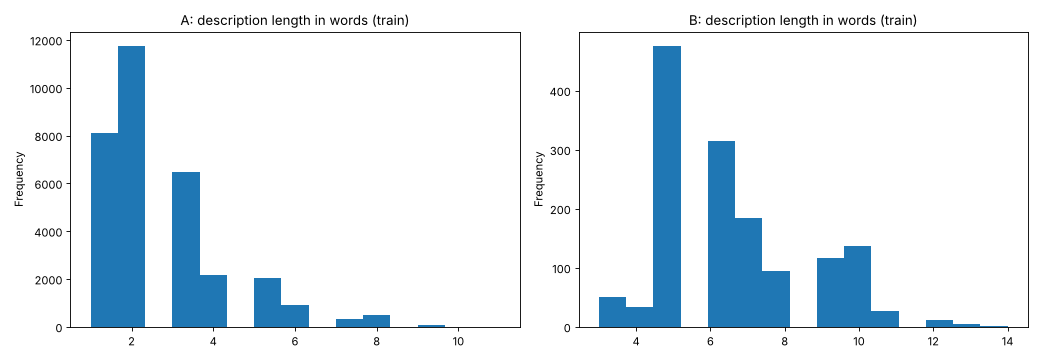 A: description length in words (train)
Frequency
12000
10000
8000
6000
4000
2000
0
2 4 6 8 10
B: description length in words (train)
Frequency
400
300
200
100
0
4 6 8 10 12 14